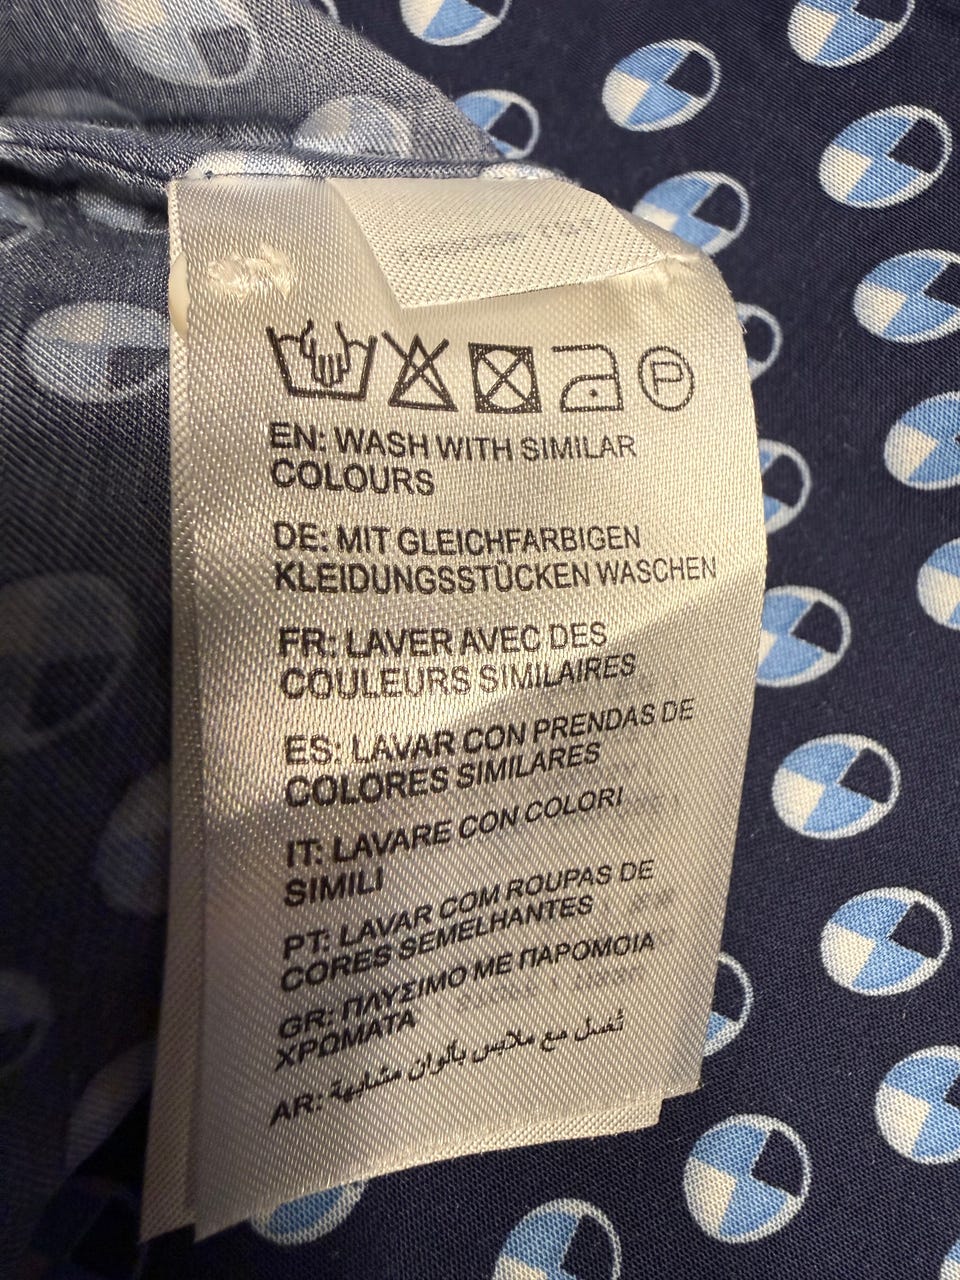 P
EN: WASH WITH SIMILAR
COLOURS
DE: MIT GLEICHFARBIGEN
KLEIDUNGSSTÜCKEN WASCHEN
FR: LAVER AVEC DES
COULEURS SIMILAIRES
ES: LAVAR CON PRENDAS DE
COLORES SIMILARES
IT: LAVARE CON COLORI
SIMILI
PT: LAVAR COM ROUPAS DE
CORES SEMELHANTES
GR: ΠΛΥΣΙΜΟ ΜΕ ΠΑΡΟΜΟΙΑ
ΧΡΩΜΑΤΑ
AR: تُغسل مع ملابس بألوان مشابهة